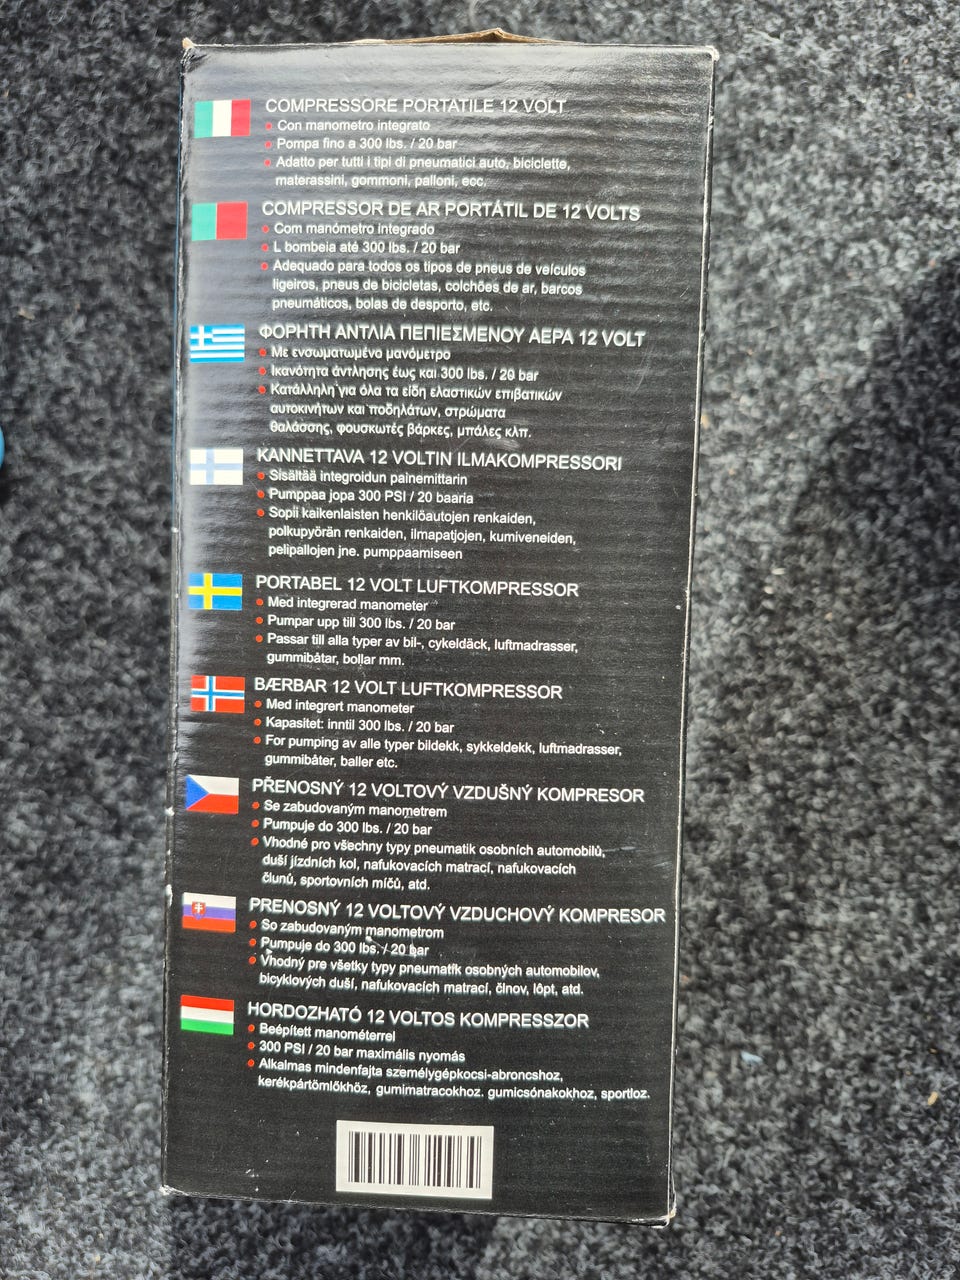 COMPRESSORE PORTATILE 12 VOLT
Con manometro integrato
Pompa fino a 300 lbs. / 20 bar
Adatto per tutti i tipi di pneumatici auto, biciclette,
materassini, gommoni, palloni, ecc.
COMPRESSOR DE AR PORTÁTIL DE 12 VOLTS
Com manómetro integrado
L bombeia até 300 lbs. / 20 bar
Adequado para todos os tipos de pneus de veículos
ligeiros, pneus de bicicletas, colchões de ar, barcos
pneumáticos, bolas de desporto, etc.
ΦΟΡΗΤΗ ΑΝΤΛΙΑ ΠΕΠΙΕΣΜΕΝΟΥ ΑΕΡΑ 12 VOLT
Με ενσωματωμένο μανόμετρο
Ικανότητα άντλησης έως και 300 lbs. / 20 bar
Κατάλληλη για όλα τα είδη ελαστικών επιβατικών
αυτοκινήτων και ποδηλάτων, στρώματα
θαλάσσης, φουσκωτές βάρκες, μπάλες κλπ.
KANNETTAVA 12 VOLTIN ILMAKOMPRESSORI
Sisältää integroidun painemittarin
Pumppaa jopa 300 PSI / 20 baaria
Sopii kaikenlaisten henkilöautojen renkaiden,
polkupyörän renkaiden, ilmapatjojen, kumiveneiden,
pelipallojen jne. pumppaamiseen
PORTABEL 12 VOLT LUFTKOMPRESSOR
Med integrerad manometer
Pumpar upp till 300 lbs. / 20 bar
Passar till alla typer av bil-, cykeldäck, luftmadrasser,
gummibåtar, bollar mm.
BÆRBAR 12 VOLT LUFTKOMPRESSOR
Med integrert manometer
Kapasitet: inntil 300 lbs. / 20 bar
For pumping av alle typer bildekk, sykkeldekk, luftmadrasser,
gummibåter, baller etc.
PŘENOSNÝ 12 VOLTOVÝ VZDUŠNÝ KOMPRESOR
Se zabudovaným manometrem
Pumpuje do 300 lbs. / 20 bar
Vhodné pro všechny typy pneumatik osobních automobilů,
duší jízdních kol, nafukovacích matrací, nafukovacích
člunů, sportovních míčů, atd.
PRENOSNÝ 12 VOLTOVÝ VZDUCHOVÝ KOMPRESOR
So zabudovaným manometrom
Pumpuje do 300 lbs. / 20 bar
Vhodný pre všetky typy pneumatík osobných automobilov,
bicyklových duší, nafukovacích matrací, člnov, lôpt, atd.
HORDOZHATÓ 12 VOLTOS KOMPRESSZOR
Beépített manométerrel
300 PSI / 20 bar maximális nyomás
Alkalmas mindenfajta személygépkocsi-abroncshoz,
kerékpártömlőkhöz, gumimatracokhoz. gumicsónakokhoz, sportloz.